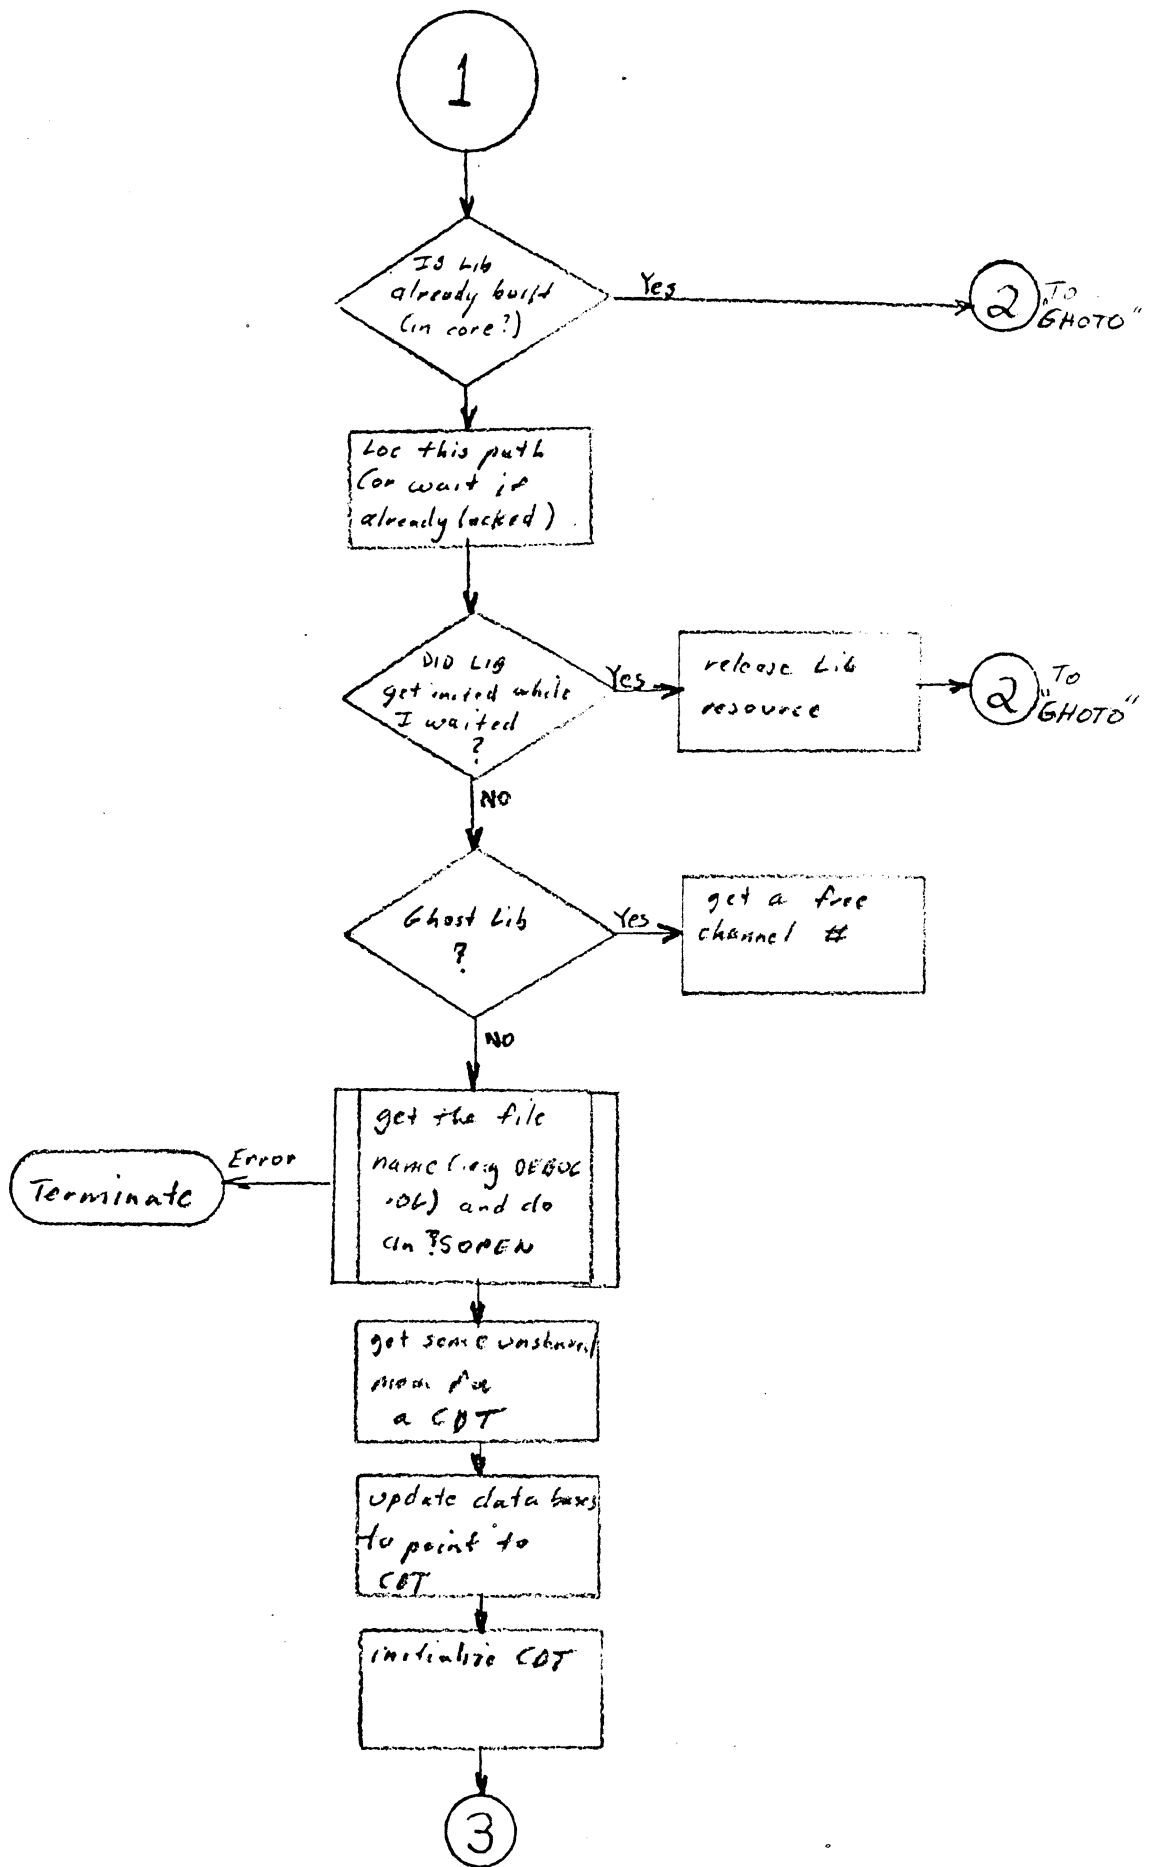 1
Is Lib
already built
(in core?)
Yes
2
TO
"GHOTO"
Loc this path
(or wait if
already locked)
DID LIB
get inited while
I waited
?
Yes
release Lib
resource
2
TO
"GHOTO"
NO
Ghost Lib
?
Yes
get a free
channel #
NO
get the file
name (
DEBUG
.OL) and do
an ?SOPEN
Error
Terminate
get some unshared
mem for
a CDT
update data bases
to point to
CDT
initialize CDT
3